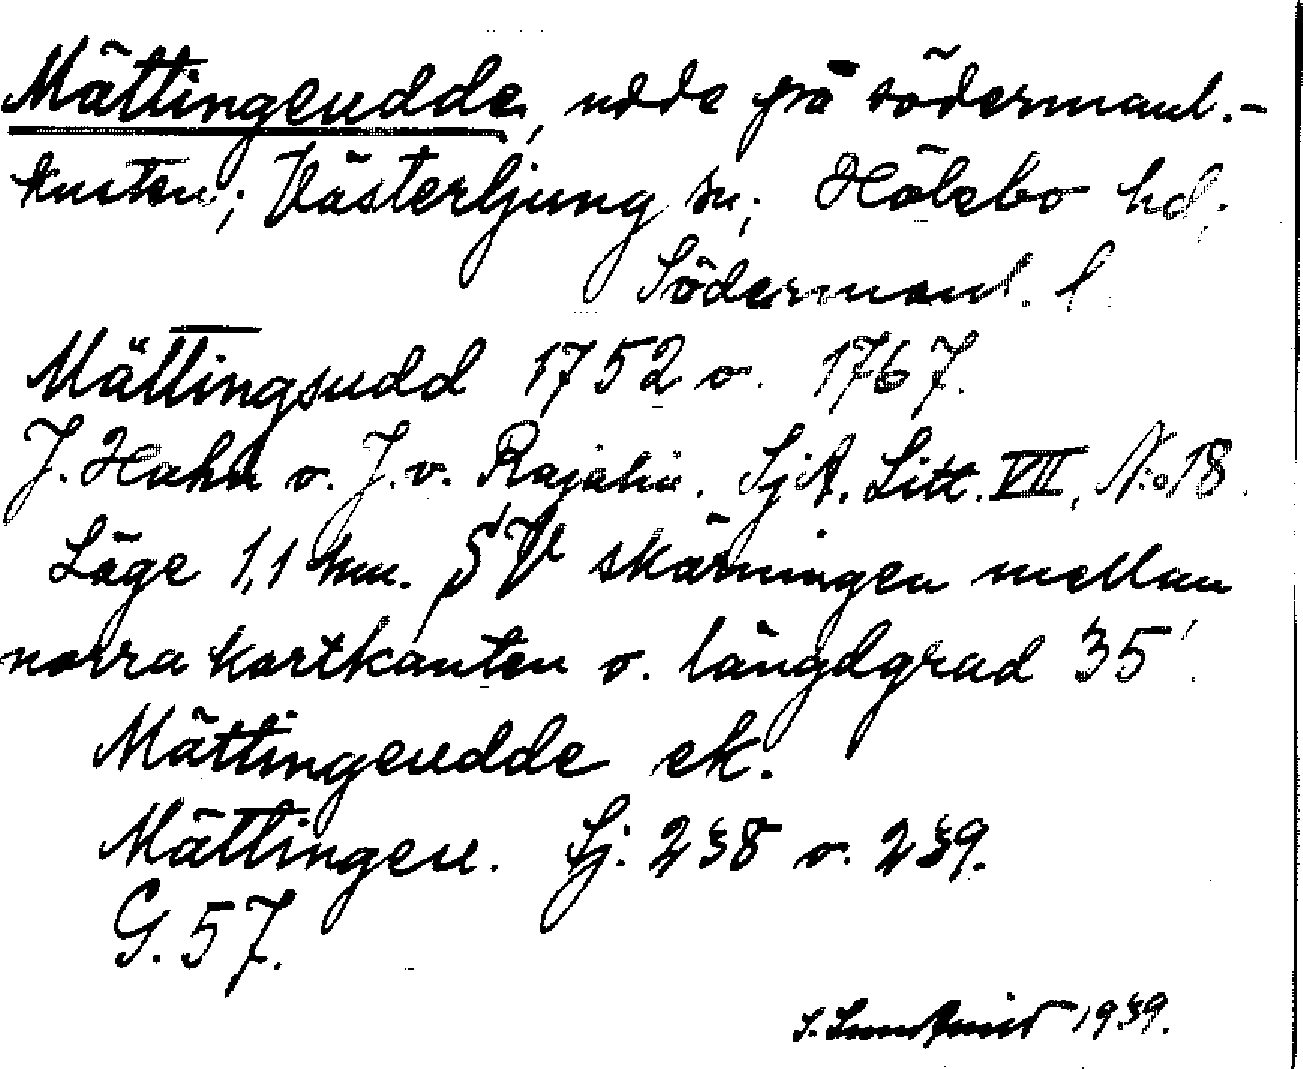 Mättingeudde, udde på södermanl.-
kusten; Västerljung sn; Hölebo hd;
Södermanl. l
Mättingsudd 1752 o. 1767.
J. Hahn o. J. v. Rajalin. SjA. Litt. VII, N:o 18.
Läge 1,1 km. SV skärningen mellan
norra kartkanten o. längdgrad 35'.
Mättingeudde ek.
Mättingen. Sj. 238 o. 239.
G. 57.
1939.